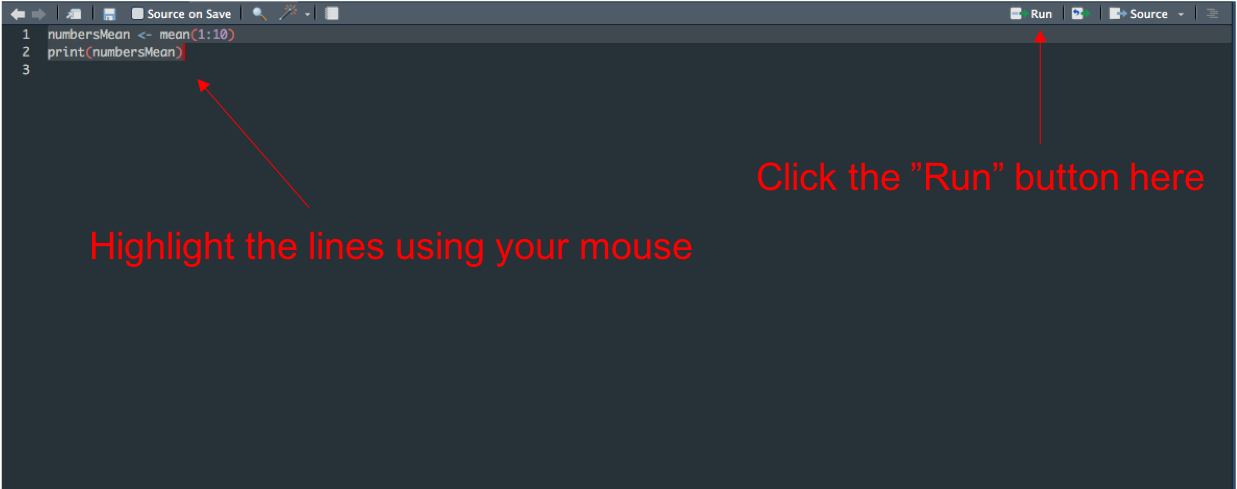 Source on Save
Run
Source
1 numbersMean <- mean(1:10)
2 print(numbersMean)
3
Click the ”Run” button here
Highlight the lines using your mouse